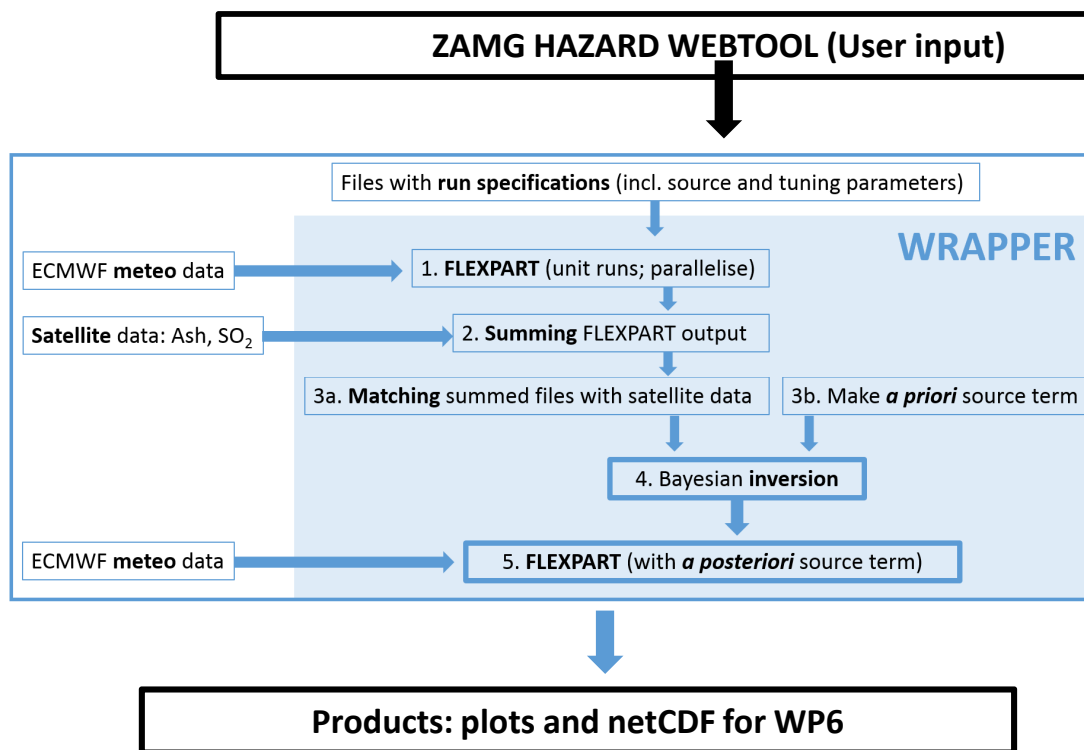 ZAMG HAZARD WEBTOOL (User input)
Files with run specifications (incl. source and tuning parameters)
WRAPPER
ECMWF meteo data
1. FLEXPART (unit runs; parallelise)
Satellite data: Ash, SO₂
2. Summing FLEXPART output
3a. Matching summed files with satellite data
3b. Make a priori source term
4. Bayesian inversion
ECMWF meteo data
5. FLEXPART (with a posteriori source term)
Products: plots and netCDF for WP6